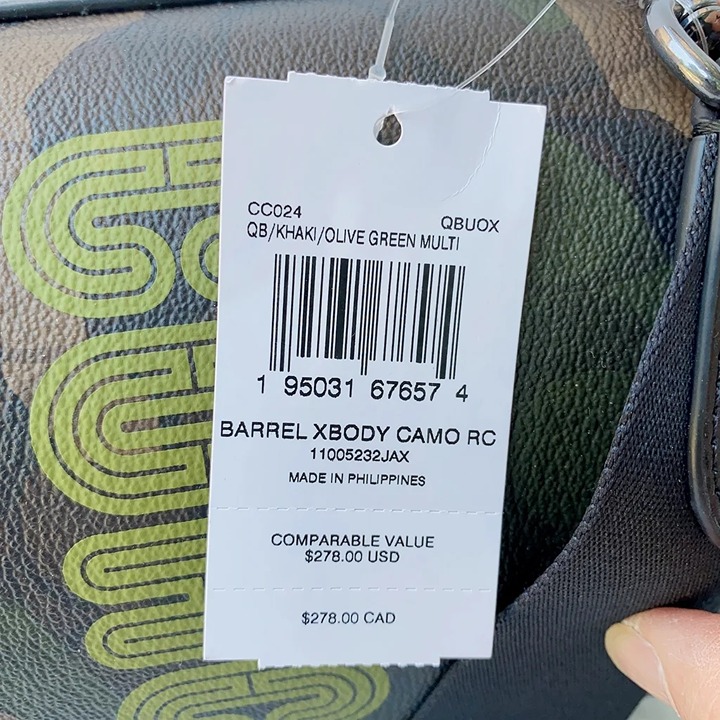 CC024 QBUOX
QB/KHAKI/OLIVE GREEN MULTI
1 95031 67657 4
BARREL XBODY CAMO RC
11005232JAX
MADE IN PHILIPPINES
COMPARABLE VALUE
$278.00 USD
$278.00 CAD